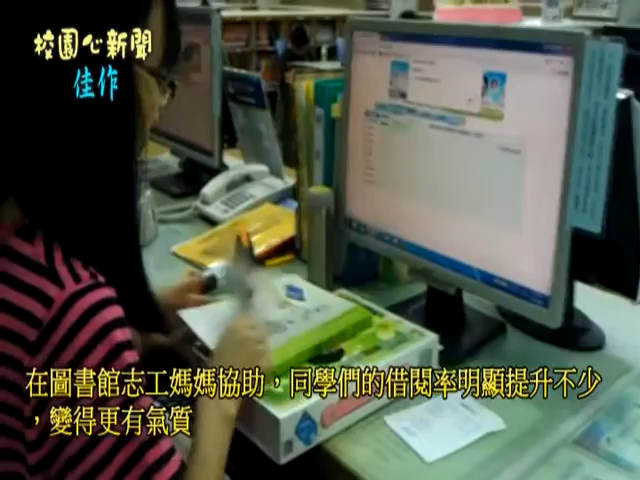 校園心新聞
佳作
在圖書館志工媽媽協助，同學們的借閱率明顯提升不少
，變得更有氣質